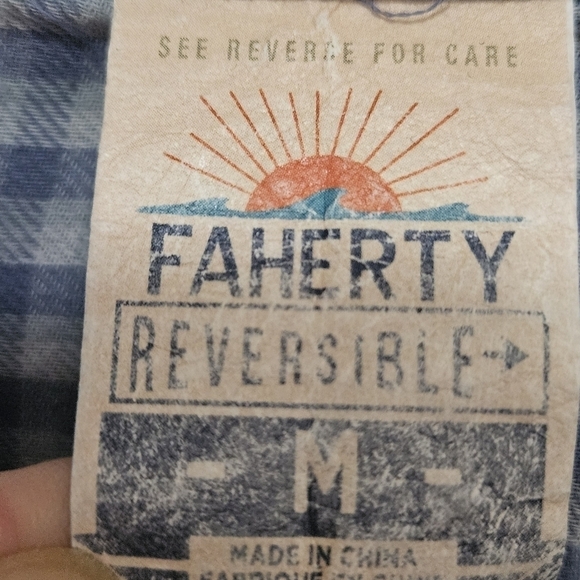 SEE REVERSE FOR CARE
FAHERTY
REVERSIBLE →
- M -
MADE IN CHINA